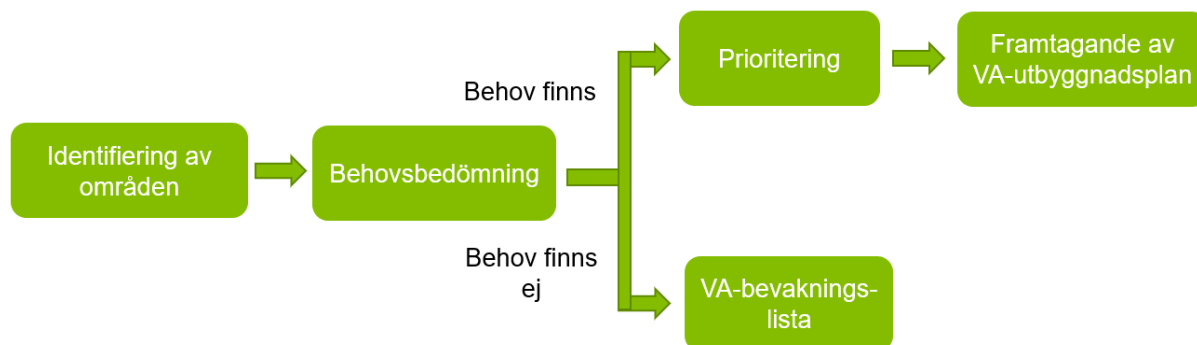 Identifiering av
områden
Behovsbedömning
Behov finns
Prioritering
Framtagande av
VA-utbyggnadsplan
Behov finns
ej
VA-bevaknings-
lista